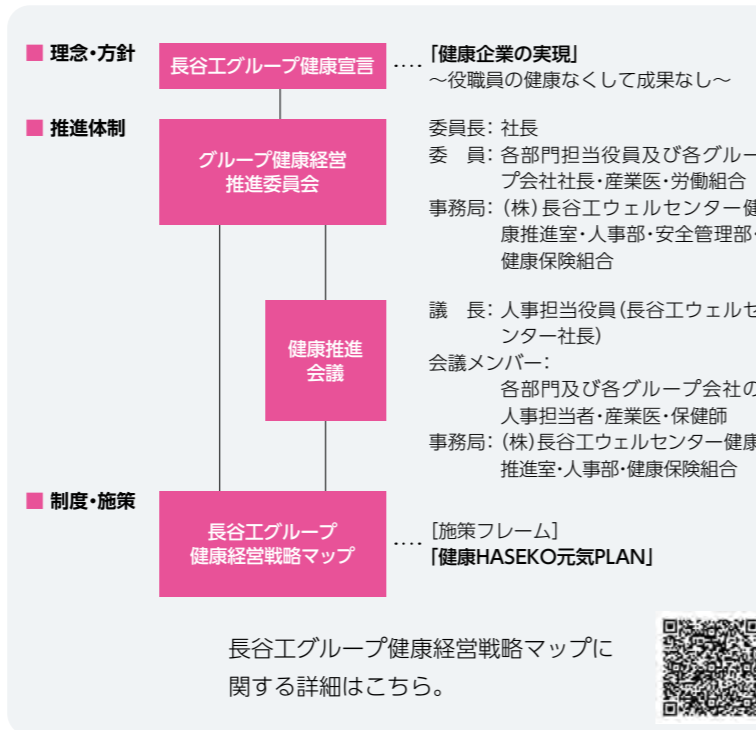 ■ 理念・方針
長谷工グループ健康宣言
「健康企業の実現」
～役職員の健康なくして成果なし～
■ 推進体制
グループ健康経営
推進委員会
委員長：社長
委　員：各部門担当役員及び各グルー
プ会社社長・産業医・労働組合
事務局：（株）長谷工ウェルセンター健
康推進室・人事部・安全管理部・
健康保険組合
健康推進
会議
議　長：人事担当役員（長谷工ウェルセ
ンター社長）
会議メンバー：
各部門及び各グループ会社の
人事担当者・産業医・保健師
事務局：（株）長谷工ウェルセンター健康
推進室・人事部・健康保険組合
■ 制度・施策
長谷工グループ
健康経営戦略マップ
［施策フレーム］
「健康HASEKO元気PLAN」
長谷工グループ健康経営戦略マップに
関する詳細はこちら。